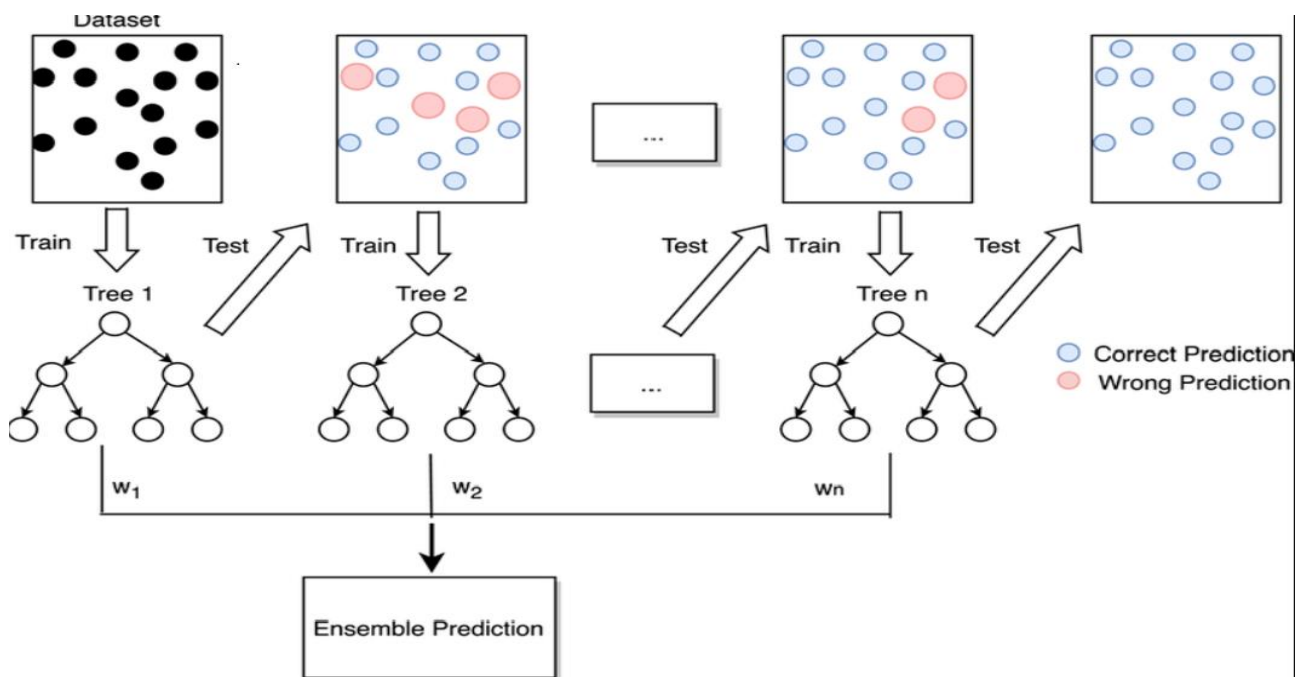 Dataset
...
Train
Test
Train
Test
Train
Test
Tree 1
Tree 2
Tree n
...
Correct Prediction
Wrong Prediction
w1
w2
wn
Ensemble Prediction